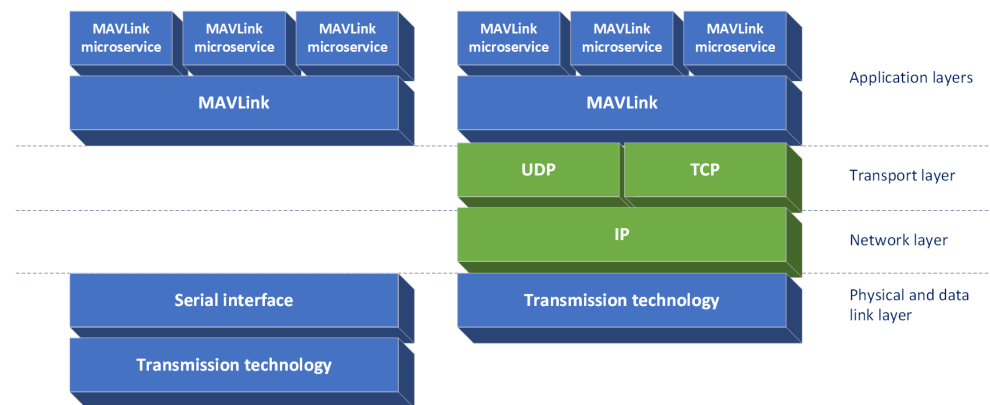 MAVLink MAVLink MAVLink MAVLink MAVLink MAVLink
microservice microservice microservice microservice microservice microservice
Application layers
MAVLink MAVLink
UDP TCP Transport layer
IP Network layer
Serial interface Transmission technology Physical and data
link layer
Transmission technology